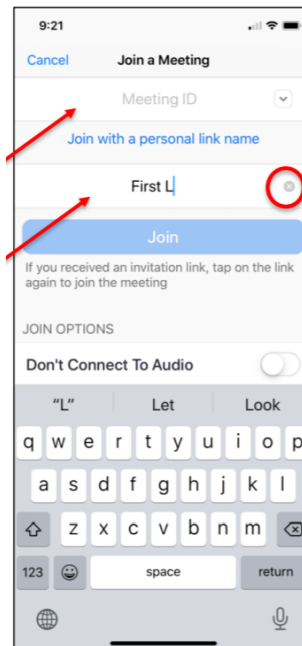 9:21
Cancel Join a Meeting
Meeting ID
Join with a personal link name
First L
Join
If you received an invitation link, tap on the link
again to join the meeting
JOIN OPTIONS
Don't Connect To Audio
“L” Let Look
q w e r t y u i o p
a s d f g h j k l
z x c v b n m
123 space return